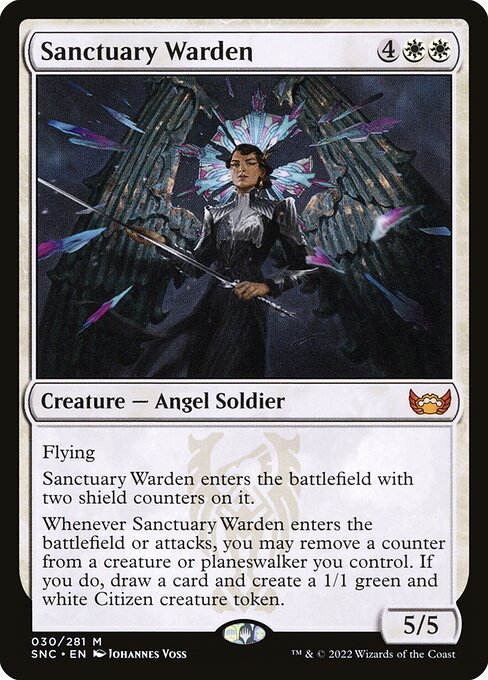 Sanctuary Warden 4
Creature — Angel Soldier
Flying
Sanctuary Warden enters the battlefield with
two shield counters on it.
Whenever Sanctuary Warden enters the
battlefield or attacks, you may remove a counter
from a creature or planeswalker you control. If
you do, draw a card and create a 1/1 green and
white Citizen creature token.
5/5
030/281 M
SNC • EN Johannes Voss ™ & © 2022 Wizards of the Coast